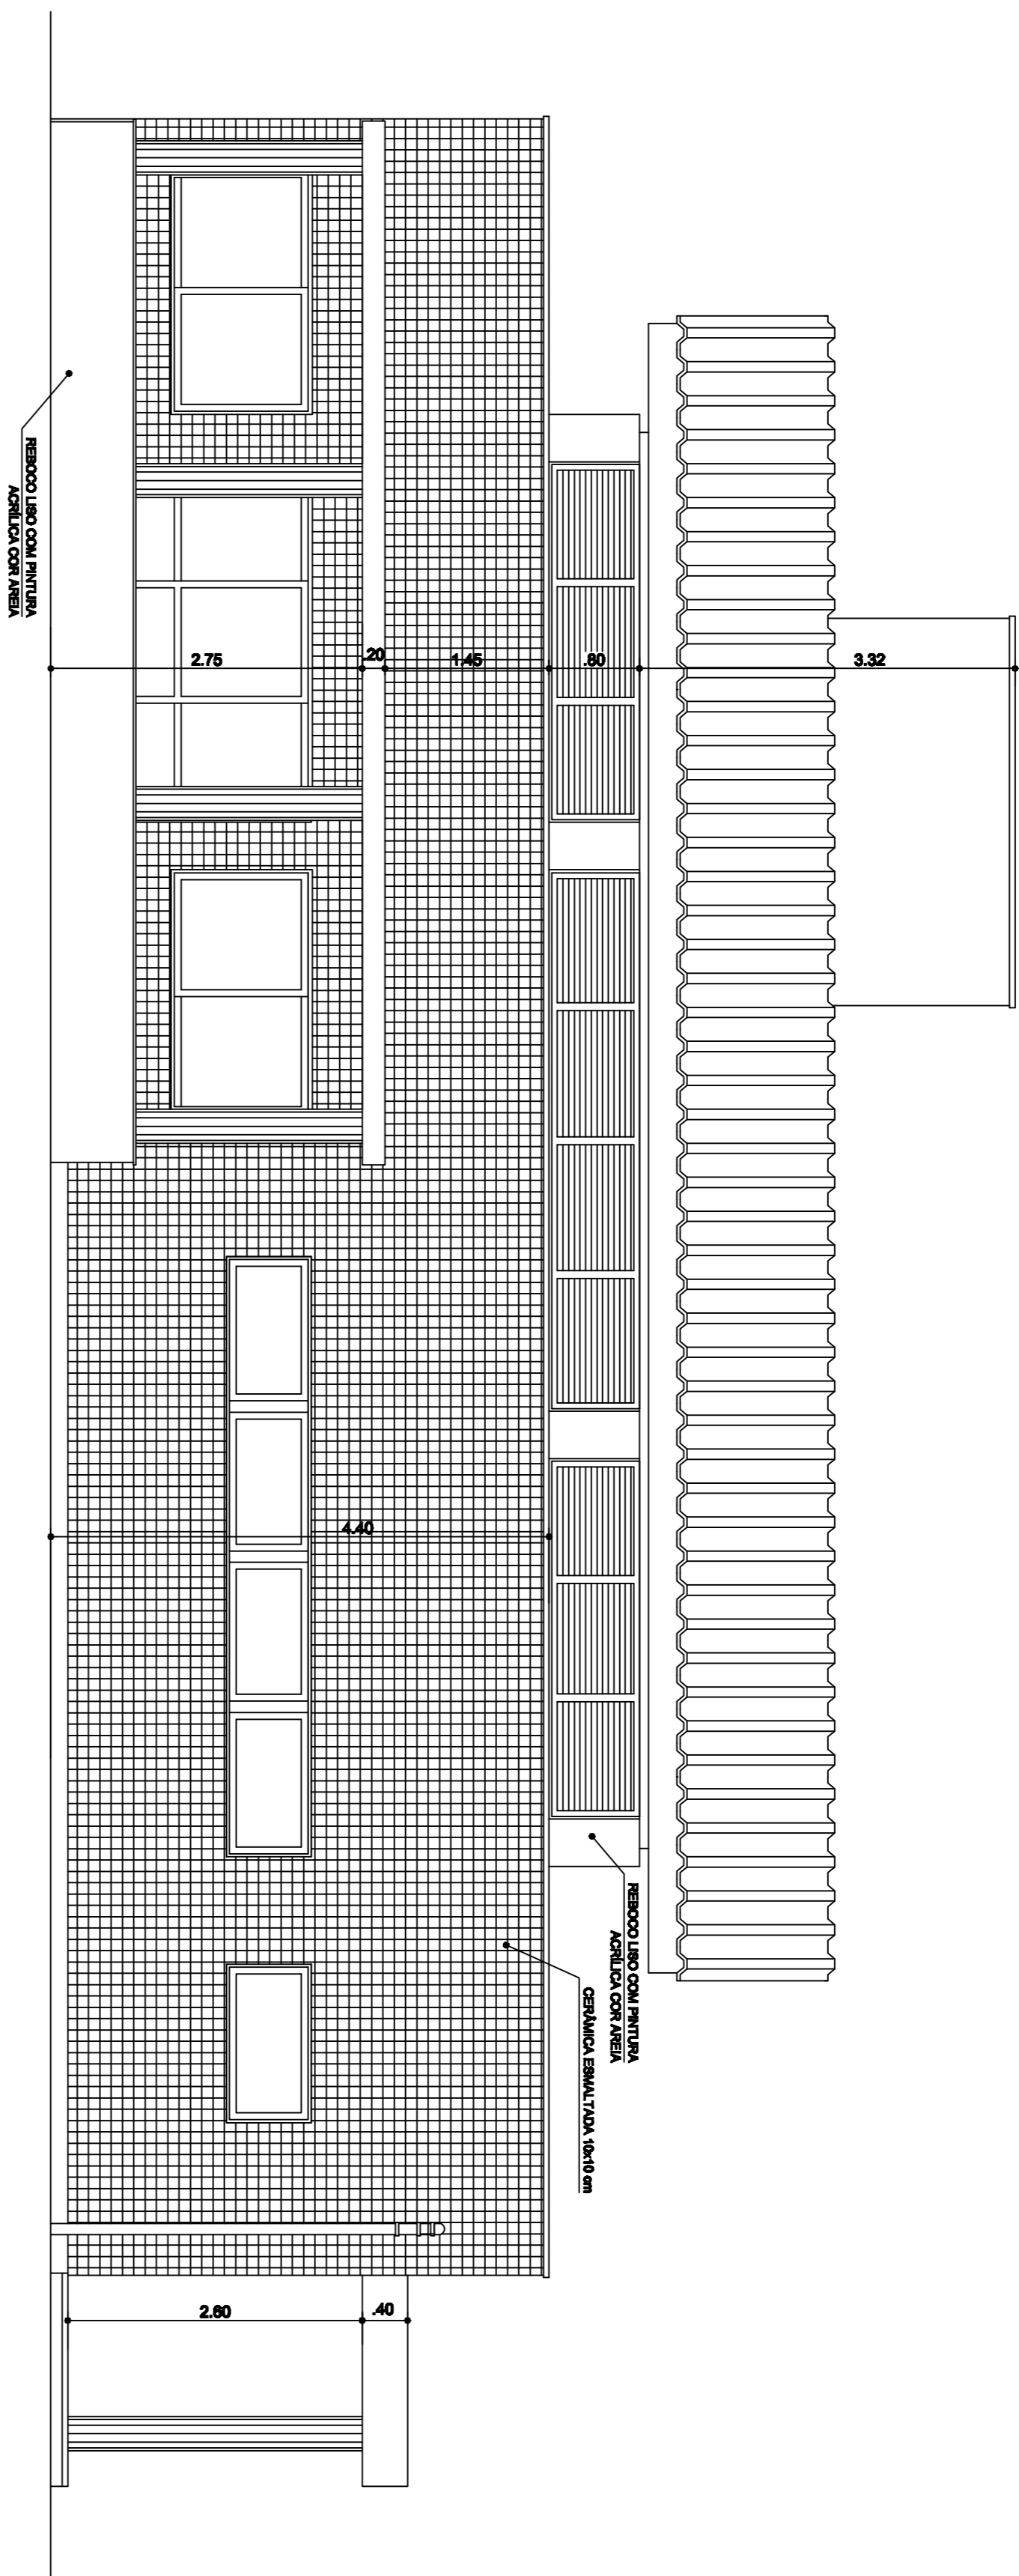 3.32
.80
1.45
.20
2.75
4.40
2.60
.40
REBOCO LISO COM PINTURA
ACRÍLICA COR AREIA
REBOCO LISO COM PINTURA
ACRÍLICA COR AREIA
CERÂMICA ESMALTADA 10x10 cm